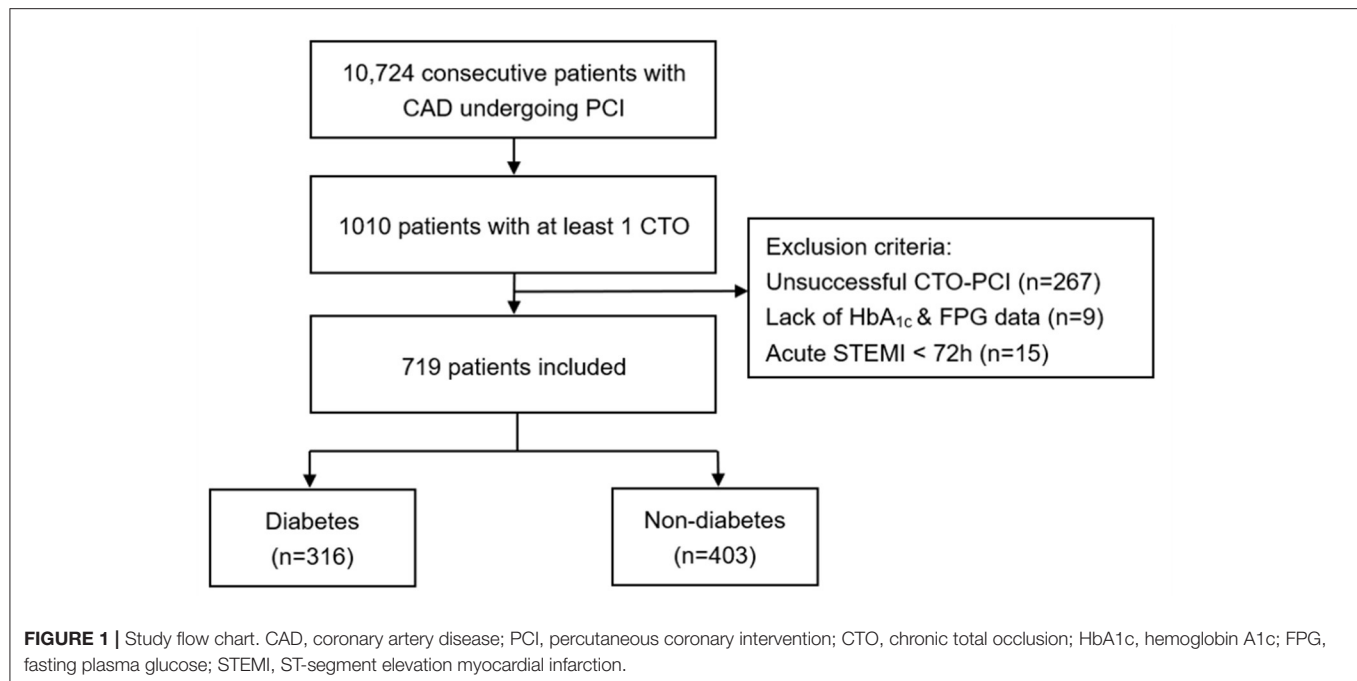 10,724 consecutive patients with
CAD undergoing PCI
1010 patients with at least 1 CTO
Exclusion criteria:
Unsuccessful CTO-PCI (n=267)
Lack of HbA1c & FPG data (n=9)
Acute STEMI < 72h (n=15)
719 patients included
Diabetes
(n=316)
Non-diabetes
(n=403)
FIGURE 1 | Study flow chart. CAD, coronary artery disease; PCI, percutaneous coronary intervention; CTO, chronic total occlusion; HbA1c, hemoglobin A1c; FPG,
fasting plasma glucose; STEMI, ST-segment elevation myocardial infarction.